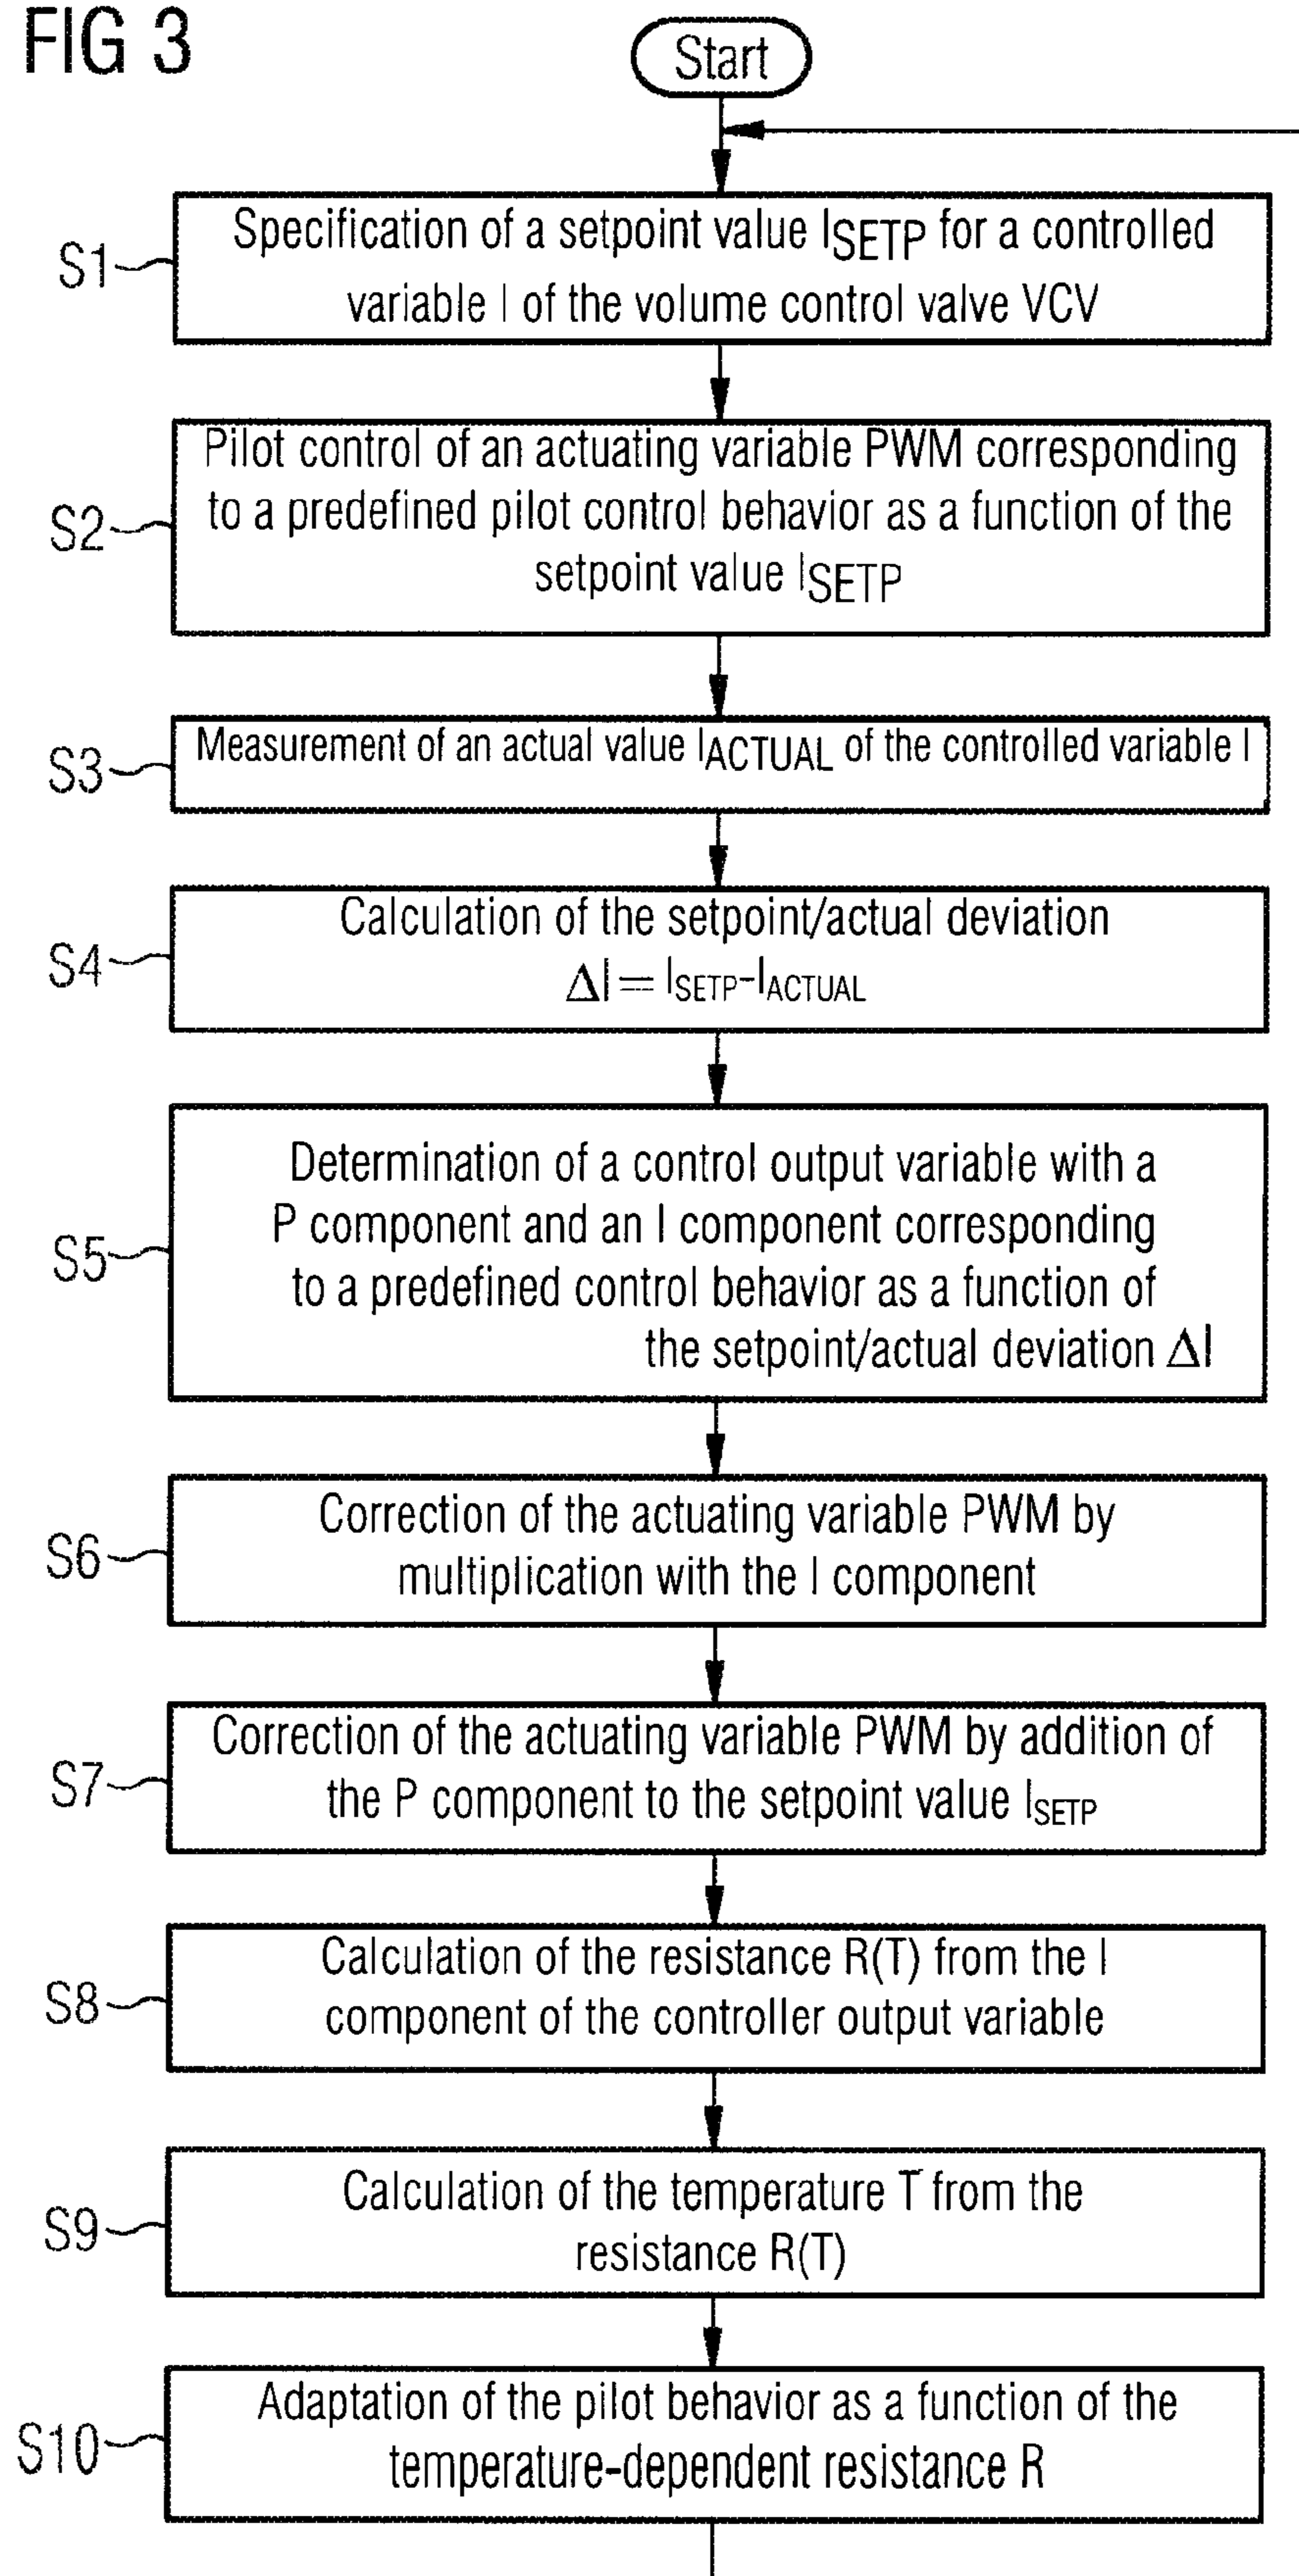 FIG 3
Start
S1
Specification of a setpoint value ISETP for a controlled
variable I of the volume control valve VCV
S2
Pilot control of an actuating variable PWM corresponding
to a predefined pilot control behavior as a function of the
setpoint value ISETP
S3
Measurement of an actual value IACTUAL of the controlled variable I
S4
Calculation of the setpoint/actual deviation
ΔI = ISETP-IACTUAL
S5
Determination of a control output variable with a
P component and an I component corresponding
to a predefined control behavior as a function of
the setpoint/actual deviation ΔI
S6
Correction of the actuating variable PWM by
multiplication with the I component
S7
Correction of the actuating variable PWM by addition of
the P component to the setpoint value ISETP
S8
Calculation of the resistance R(T) from the I
component of the controller output variable
S9
Calculation of the temperature T from the
resistance R(T)
S10
Adaptation of the pilot behavior as a function of the
temperature-dependent resistance R